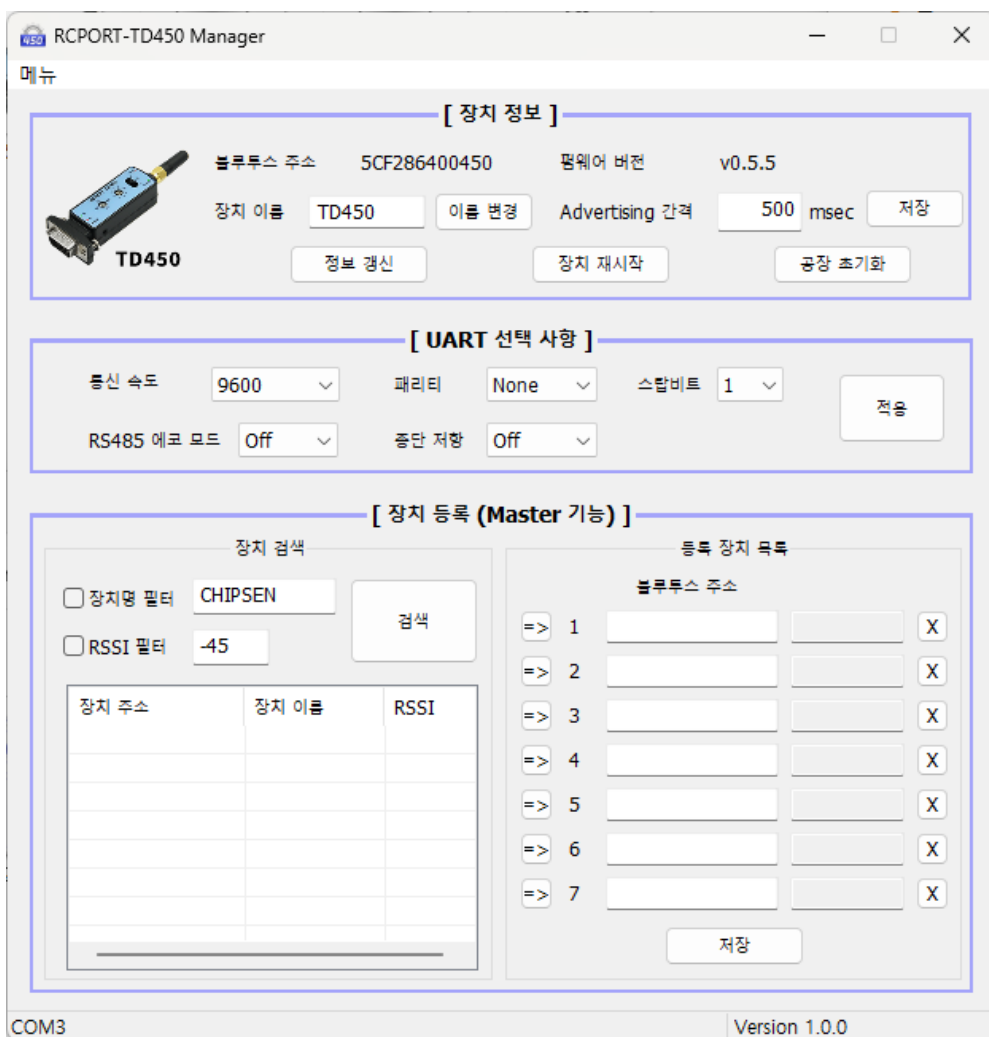 450 RCPORT-TD450 Manager
메뉴
[ 장치 정보 ]
블루투스 주소 5CF286400450 펌웨어 버전 v0.5.5
장치 이름 TD450 이름 변경 Advertising 간격 500 msec 저장
TD450 정보 갱신 장치 재시작 공장 초기화
[ UART 선택 사항 ]
통신 속도 9600 패리티 None 스탑비트 1 적용
RS485 에코 모드 Off 종단 저항 Off
[ 장치 등록 (Master 기능) ]
장치 검색
장치명 필터 CHIPSEN 검색
RSSI 필터 -45
장치 주소 장치 이름 RSSI
등록 장치 목록
블루투스 주소
=> 1 X
=> 2 X
=> 3 X
=> 4 X
=> 5 X
=> 6 X
=> 7 X
저장
COM3 Version 1.0.0